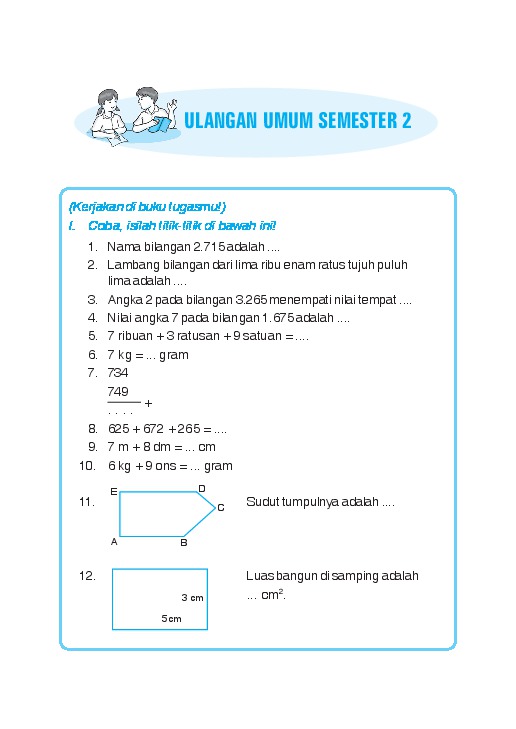 ULANGAN UMUM SEMESTER 2
(Kerjakan di buku tugasmu!)
I. Coba, isilah titik-titik di bawah ini!
1. Nama bilangan 2.715 adalah ....
2. Lambang bilangan dari lima ribu enam ratus tujuh puluh
lima adalah ....
3. Angka 2 pada bilangan 3.265 menempati nilai tempat ....
4. Nilai angka 7 pada bilangan 1.675 adalah ....
5. 7 ribuan + 3 ratusan + 9 satuan = ....
6. 7 kg = ... gram
7. 734
749
+
. . . .
8. 625 + 672 + 265 = ....
9. 7 m + 8 dm = ... cm
10. 6 kg + 9 ons = ... gram
E D
11. C Sudut tumpulnya adalah ....
A B
12. Luas bangun di samping adalah
3 cm ... cm².
5 cm